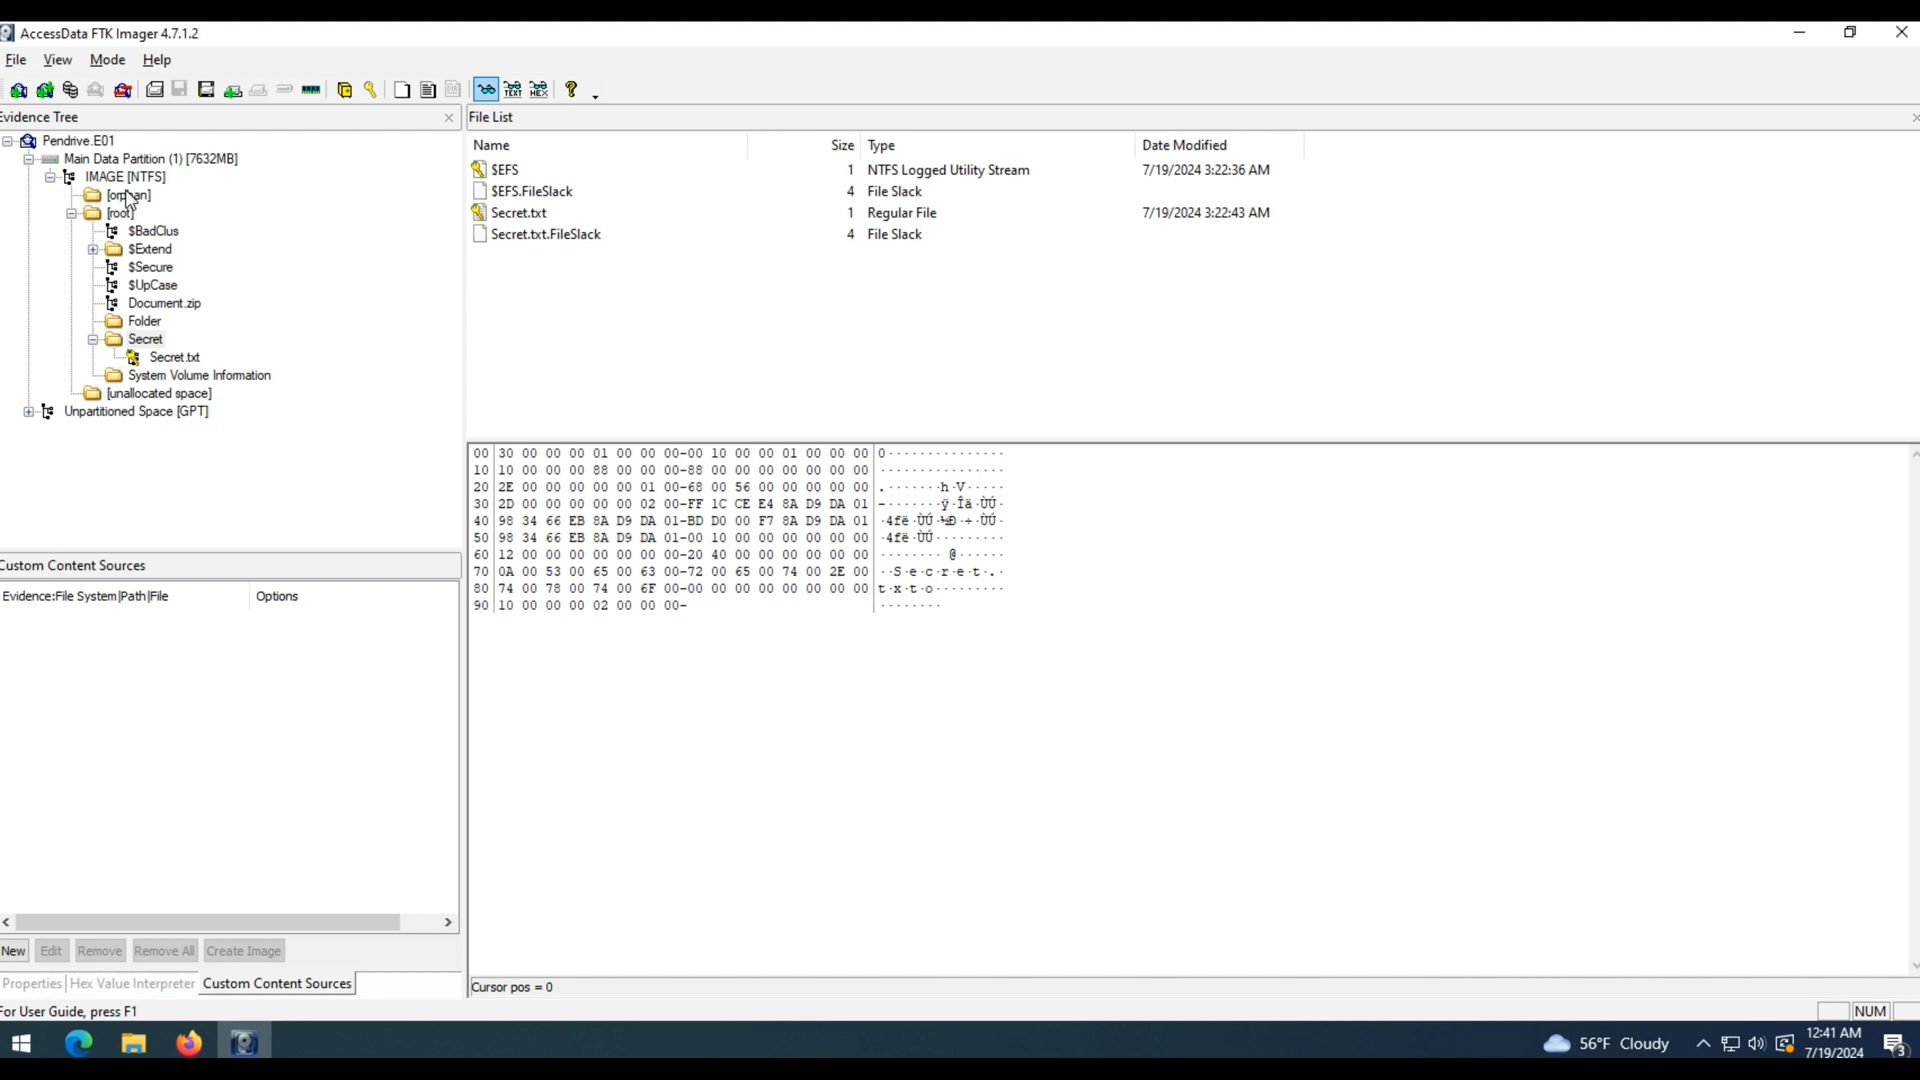 AccessData FTK Imager 4.7.1.2
File View Mode Help
TEXT HEX
Evidence Tree
Pendrive.E01
Main Data Partition (1) [7632MB]
IMAGE [NTFS]
[root]
$BadClus
$Extend
$Secure
$UpCase
Document.zip
Folder
Secret
Secret.txt
System Volume Information
[unallocated space]
Unpartitioned Space [GPT]
File List
Name Size Type Date Modified
$EFS 1 NTFS Logged Utility Stream 7/19/2024 3:22:36 AM
$EFS.FileSlack 4 File Slack
Secret.txt 1 Regular File 7/19/2024 3:22:43 AM
Secret.txt.FileSlack 4 File Slack
00 30 00 00 00 01 00 00 00-00 10 00 00 01 00 00 00 0···············
10 10 00 00 00 88 00 00 00-88 00 00 00 00 00 00 00 ················
20 2E 00 00 00 00 00 01 00-68 00 56 00 00 00 00 00 .·······h·V·····
30 2D 00 00 00 00 00 02 00-FF 1C CE E4 8A D9 DA 01 -·······ÿ·Îä·ÙÚ·
40 98 34 66 EB 8A D9 DA 01-BD D0 00 F7 8A D9 DA 01 ·4fë·ÙÚ·½Ð·÷·ÙÚ·
50 98 34 66 EB 8A D9 DA 01-00 10 00 00 00 00 00 00 ·4fë·ÙÚ·········
60 12 00 00 00 00 00 00 00-20 40 00 00 00 00 00 00 ········ @······
70 0A 00 53 00 65 00 63 00-72 00 65 00 74 00 2E 00 ··S·e·c·r·e·t·.·
80 74 00 78 00 74 00 6F 00-00 00 00 00 00 00 00 00 t·x·t·o·········
90 10 00 00 00 02 00 00 00- ········
Custom Content Sources
Evidence:File System|Path|File Options
New Edit Remove Remove All Create Image
Properties Hex Value Interpreter Custom Content Sources
Cursor pos = 0
For User Guide, press F1
NUM
56°F Cloudy
12:41 AM
7/19/2024
3